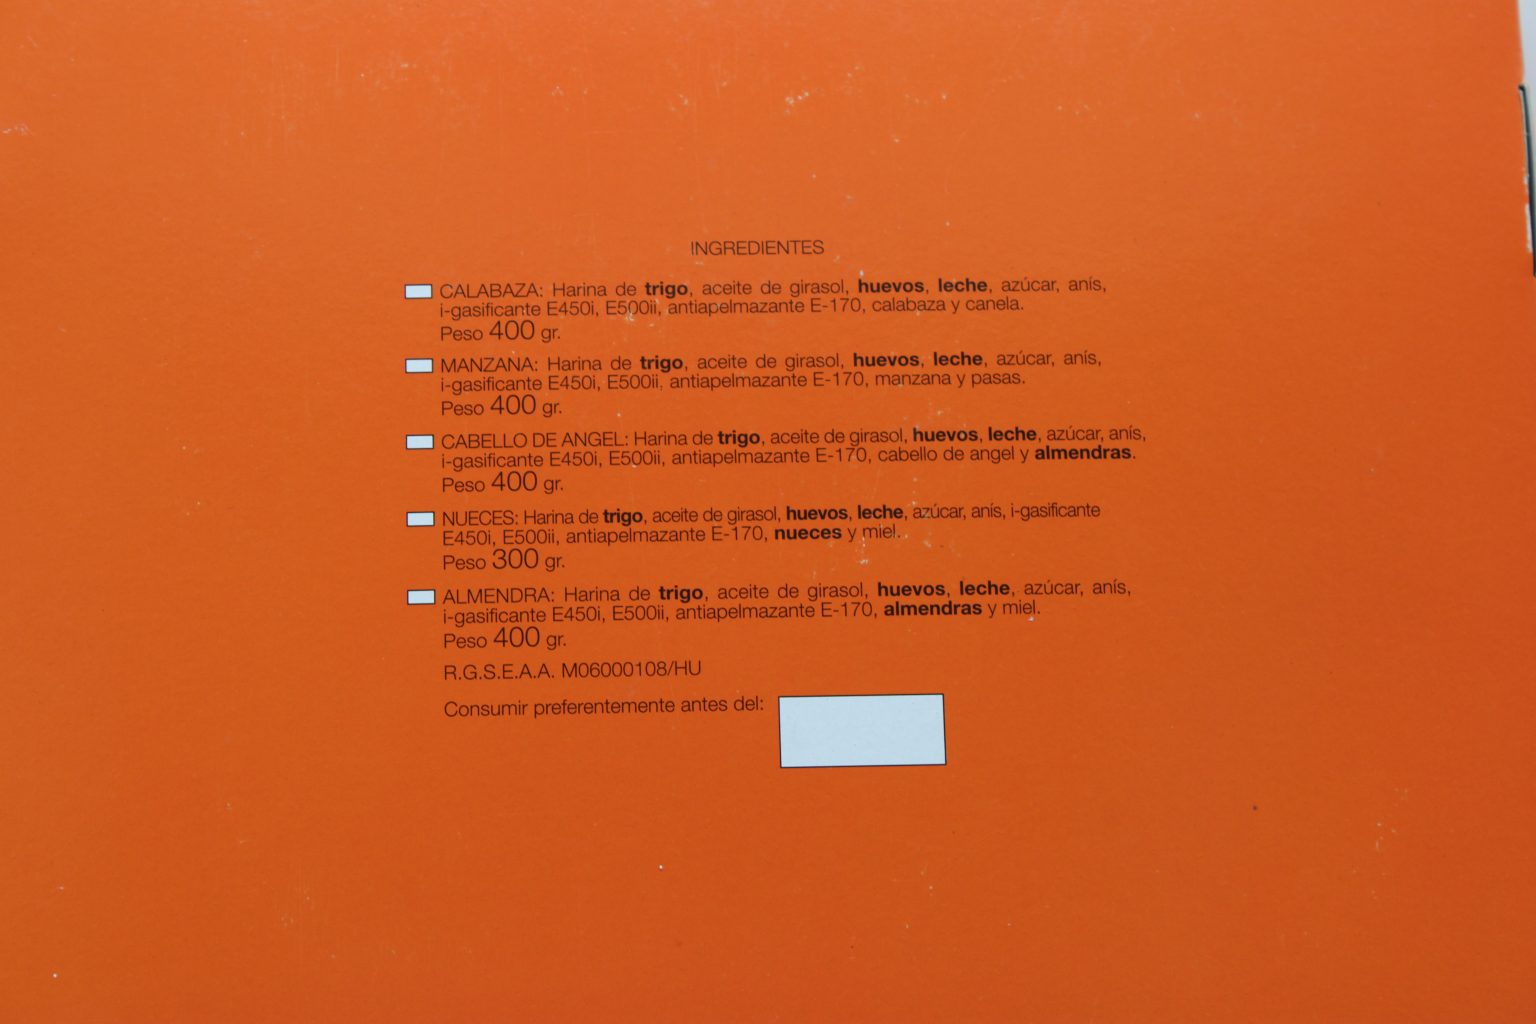 INGREDIENTES
CALABAZA: Harina de trigo, aceite de girasol, huevos, leche, azúcar, anís,
i-gasificante E450i, E500ii, antiapelmazante E-170, calabaza y canela.
Peso 400 gr.
MANZANA: Harina de trigo, aceite de girasol, huevos, leche, azúcar, anís,
i-gasificante E450i, E500ii, antiapelmazante E-170, manzana y pasas.
Peso 400 gr.
CABELLO DE ANGEL: Harina de trigo, aceite de girasol, huevos, leche, azúcar, anís,
i-gasificante E450i, E500ii, antiapelmazante E-170, cabello de angel y almendras.
Peso 400 gr.
NUECES: Harina de trigo, aceite de girasol, huevos, leche, azúcar, anís, i-gasificante
E450i, E500ii, antiapelmazante E-170, nueces y miel.
Peso 300 gr.
ALMENDRA: Harina de trigo, aceite de girasol, huevos, leche, azúcar, anís,
i-gasificante E450i, E500ii, antiapelmazante E-170, almendras y miel.
Peso 400 gr.
R.G.S.E.A.A. M06000108/HU
Consumir preferentemente antes del: